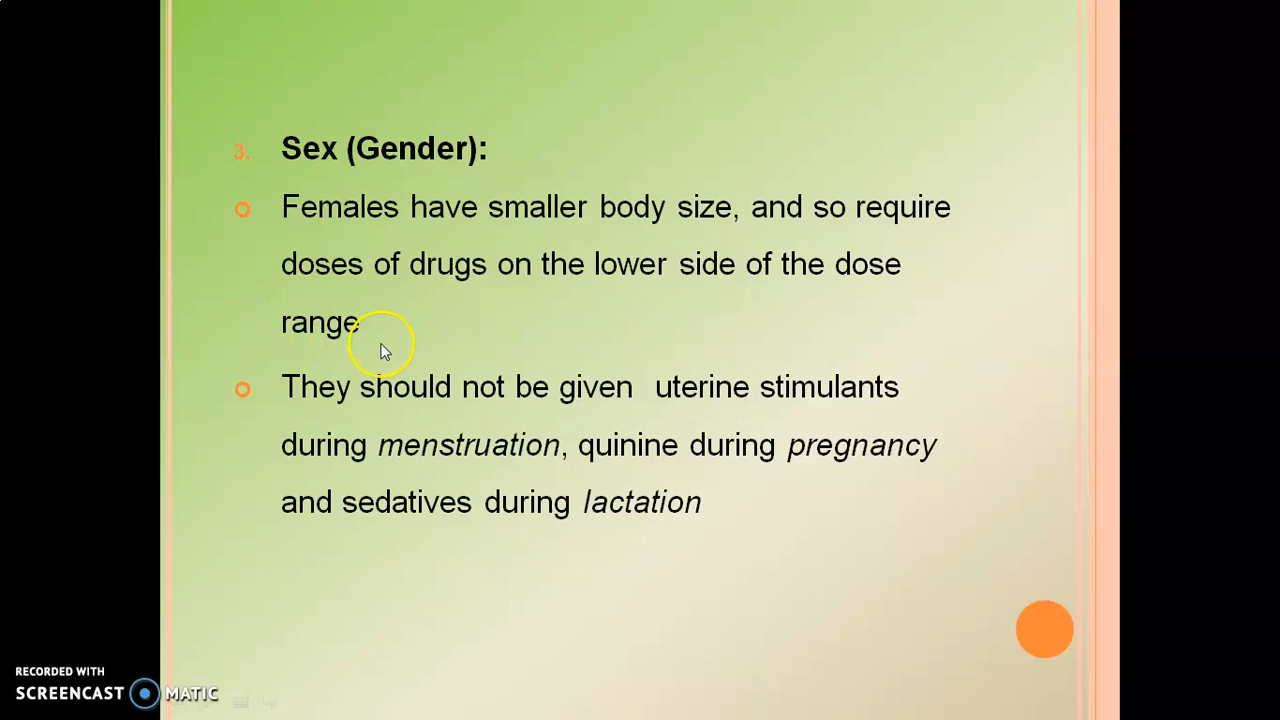 3. Sex (Gender):
Females have smaller body size, and so require
doses of drugs on the lower side of the dose
range
They should not be given uterine stimulants
during menstruation, quinine during pregnancy
and sedatives during lactation
RECORDED WITH
SCREENCAST MATIC